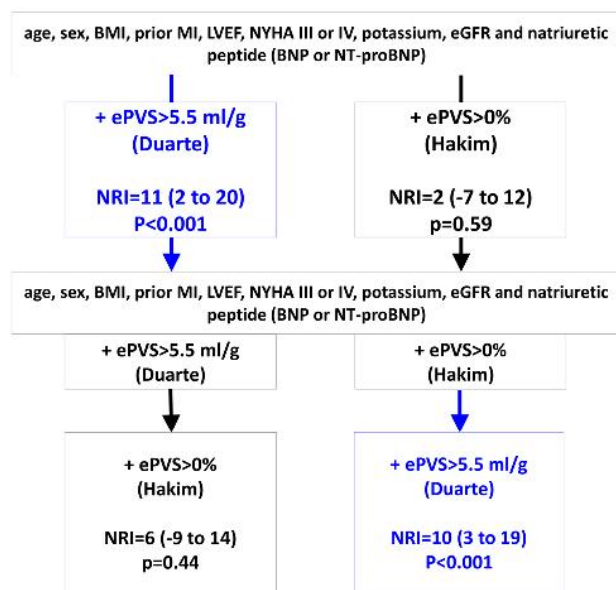 age, sex, BMI, prior MI, LVEF, NYHA III or IV, potassium, eGFR and natriuretic
peptide (BNP or NT-proBNP)
+ ePVS>5.5 ml/g
(Duarte)
NRI=11 (2 to 20)
P<0.001
+ ePVS>0%
(Hakim)
NRI=2 (-7 to 12)
p=0.59
age, sex, BMI, prior MI, LVEF, NYHA III or IV, potassium, eGFR and natriuretic
peptide (BNP or NT-proBNP)
+ ePVS>5.5 ml/g
(Duarte)
+ ePVS>0%
(Hakim)
+ ePVS>0%
(Hakim)
NRI=6 (-9 to 14)
p=0.44
+ ePVS>5.5 ml/g
(Duarte)
NRI=10 (3 to 19)
P<0.001